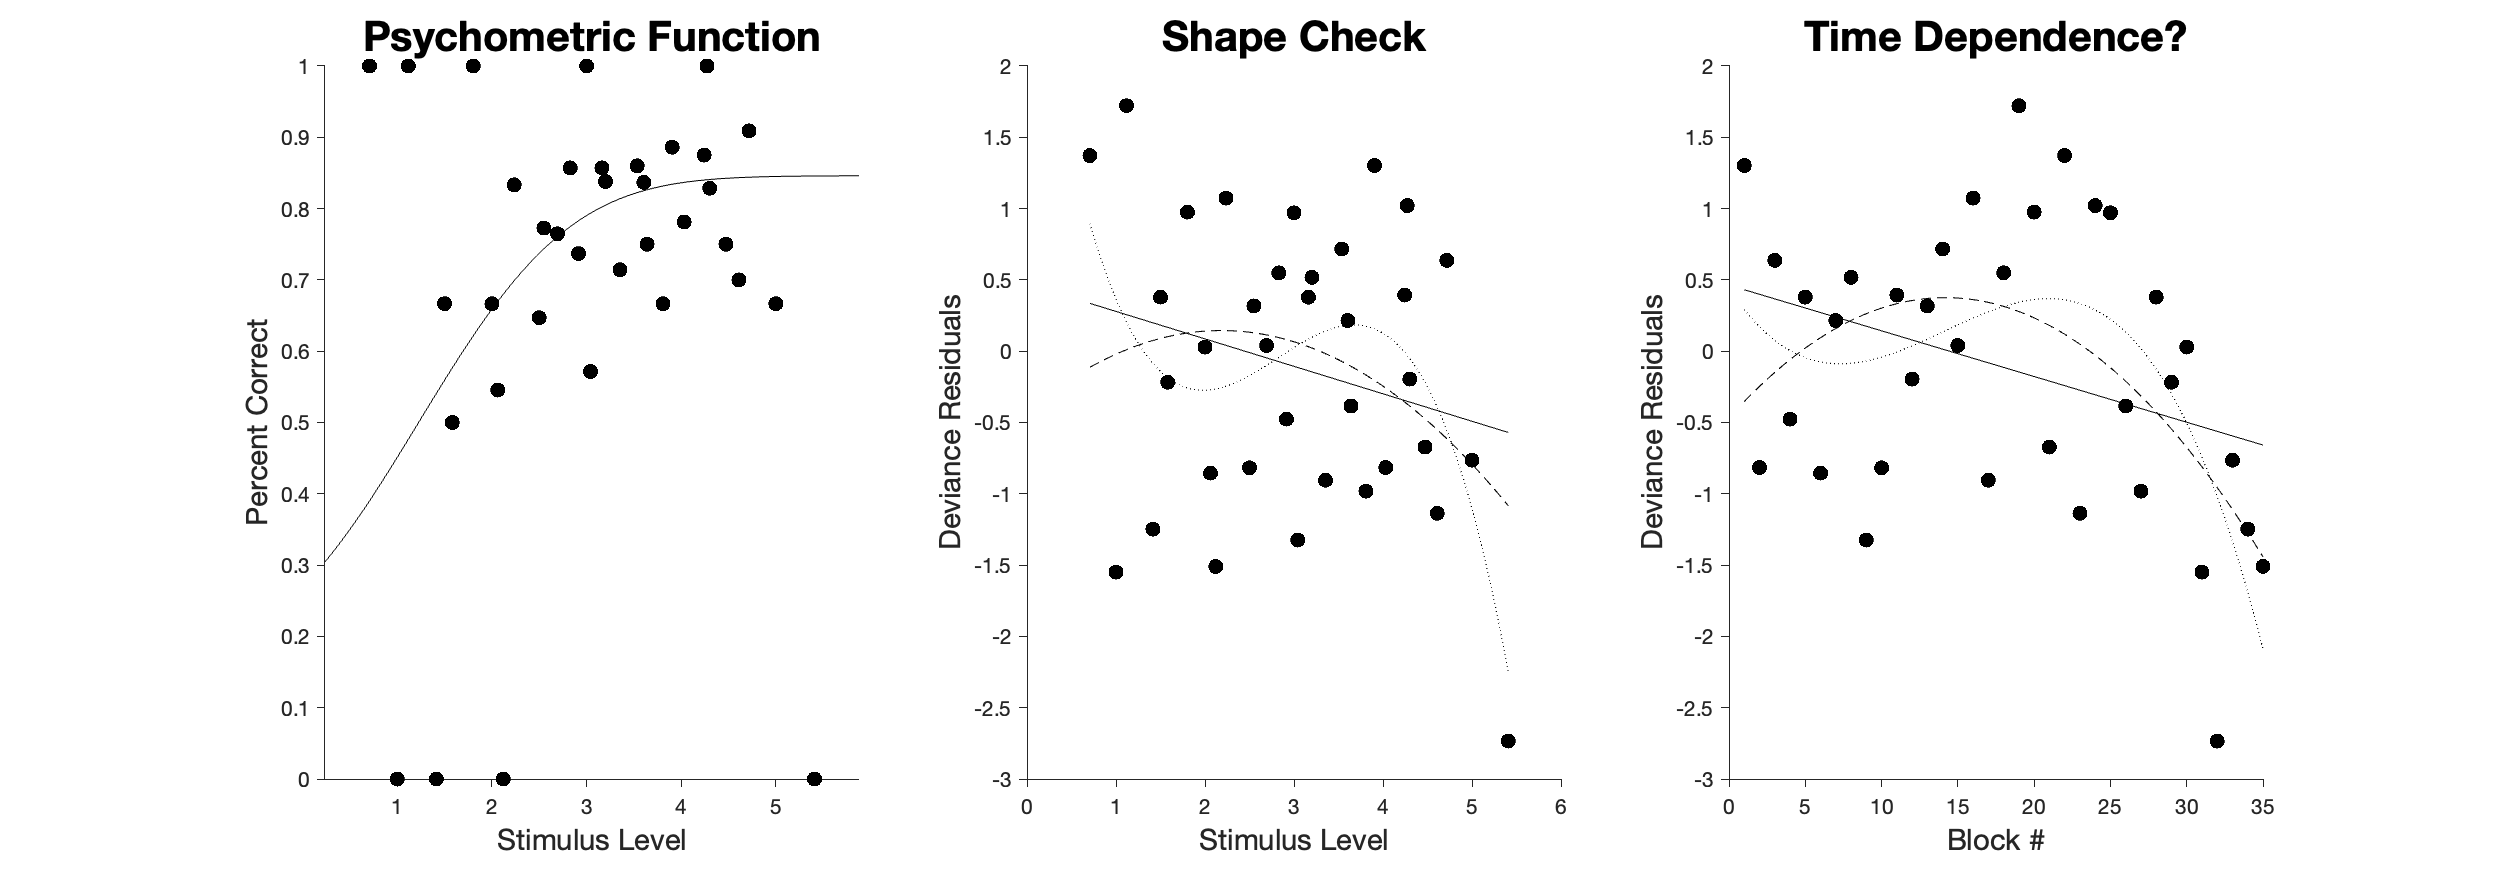 Psychometric Function
Shape Check
Time Dependence?
1
0.9
0.8
0.7
0.6
0.5
0.4
0.3
0.2
0.1
0
Percent Correct
1 2 3 4 5
Stimulus Level
2
1.5
1
0.5
0
-0.5
-1
-1.5
-2
-2.5
-3
Deviance Residuals
0 1 2 3 4 5 6
Stimulus Level
2
1.5
1
0.5
0
-0.5
-1
-1.5
-2
-2.5
-3
Deviance Residuals
0 5 10 15 20 25 30 35
Block #